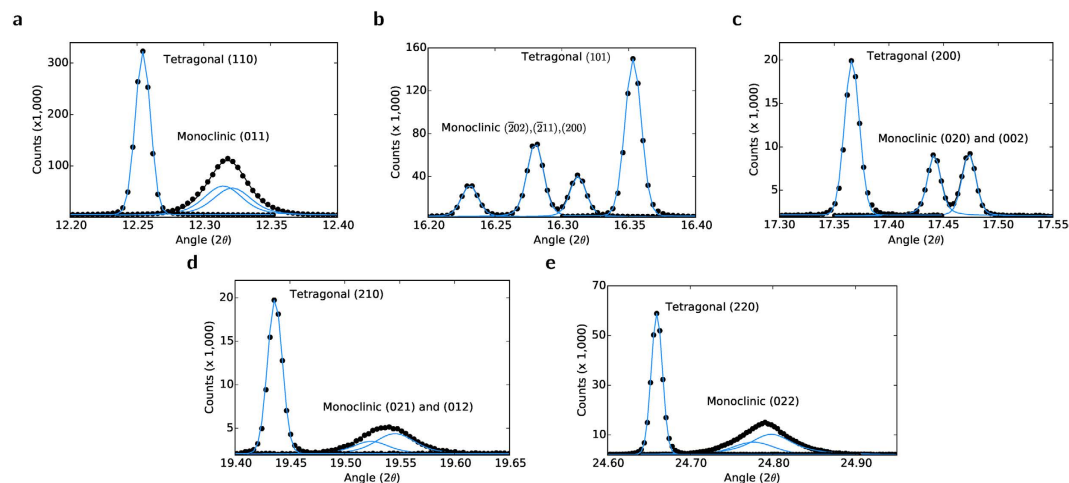 a
Counts (x1,000)
300
200
100
Tetragonal (110)
Monoclinic (011)
12.20 12.25 12.30 12.35 12.40
Angle (2θ)
b
Counts (x 1,000)
160
120
80
40
Tetragonal (101)
Monoclinic (2̅02),(2̅11),(200)
16.20 16.25 16.30 16.35 16.40
Angle (2θ)
c
Counts (x 1,000)
20
15
10
5
Tetragonal (200)
Monoclinic (020) and (002)
17.30 17.35 17.40 17.45 17.50 17.55
Angle (2θ)
d
Counts (x 1,000)
20
15
10
5
Tetragonal (210)
Monoclinic (021) and (012)
19.40 19.45 19.50 19.55 19.60 19.65
Angle (2θ)
e
Counts (x 1,000)
70
50
30
10
Tetragonal (220)
Monoclinic (022)
24.60 24.70 24.80 24.90
Angle (2θ)